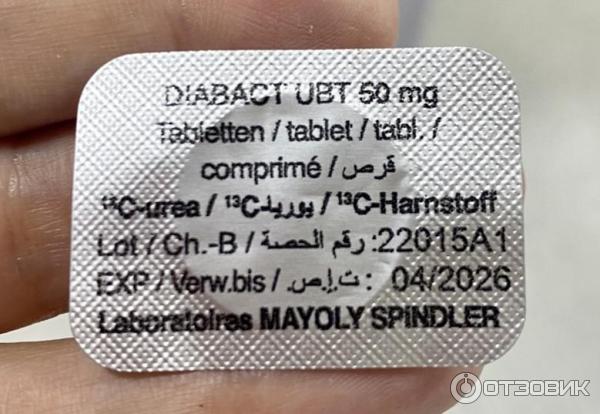 DIABACT UBT 50 mg
Tabletten / tablet / tabl. /
comprimé / قرص
¹³C-urea / ¹³C-يوريا / ¹³C-Harnstoff
Lot / Ch.-B / رقم الحصة :22015A1
EXP / Verw.bis / ت.إ.ص. : 04/2026
Laboratoires MAYOLY SPINDLER
ОТЗОВИК